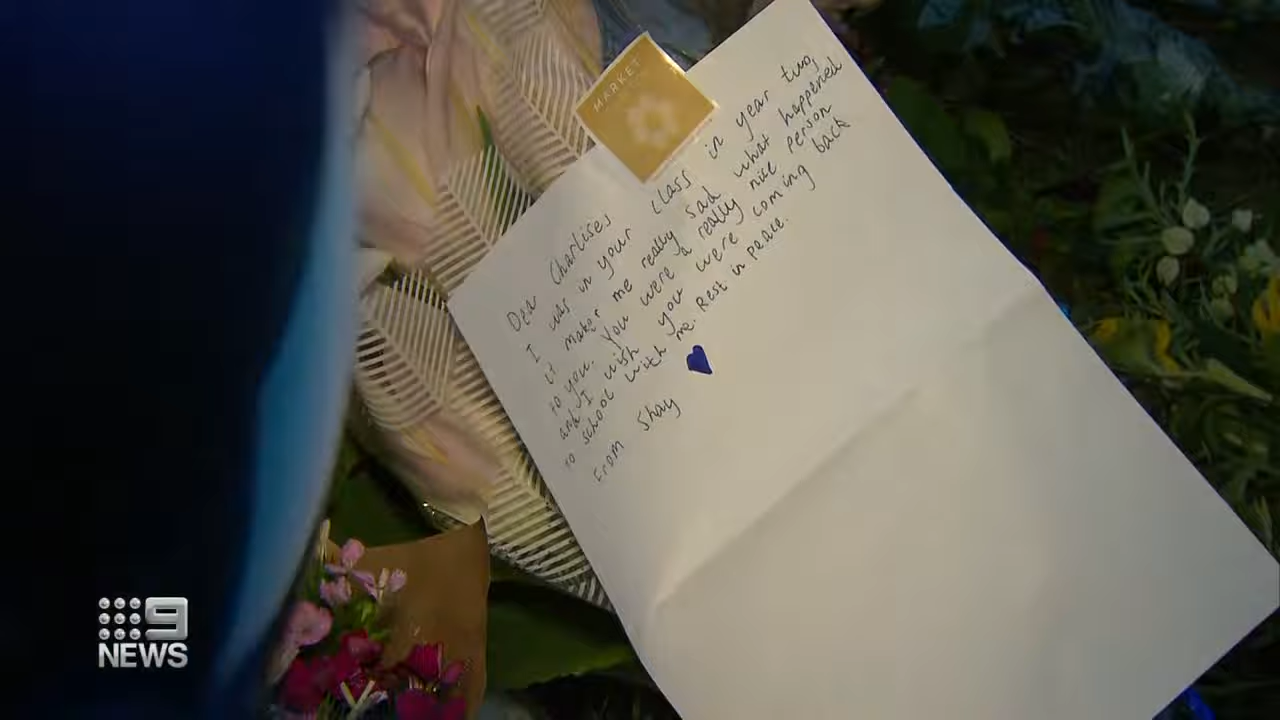 MARKET
Dear Charlise's
I was in your class in year two,
it maker me really sad what happened
to you. You were a really nice person
and I wish you were coming back
to school with me. Rest in peace.
From Shay
9
NEWS